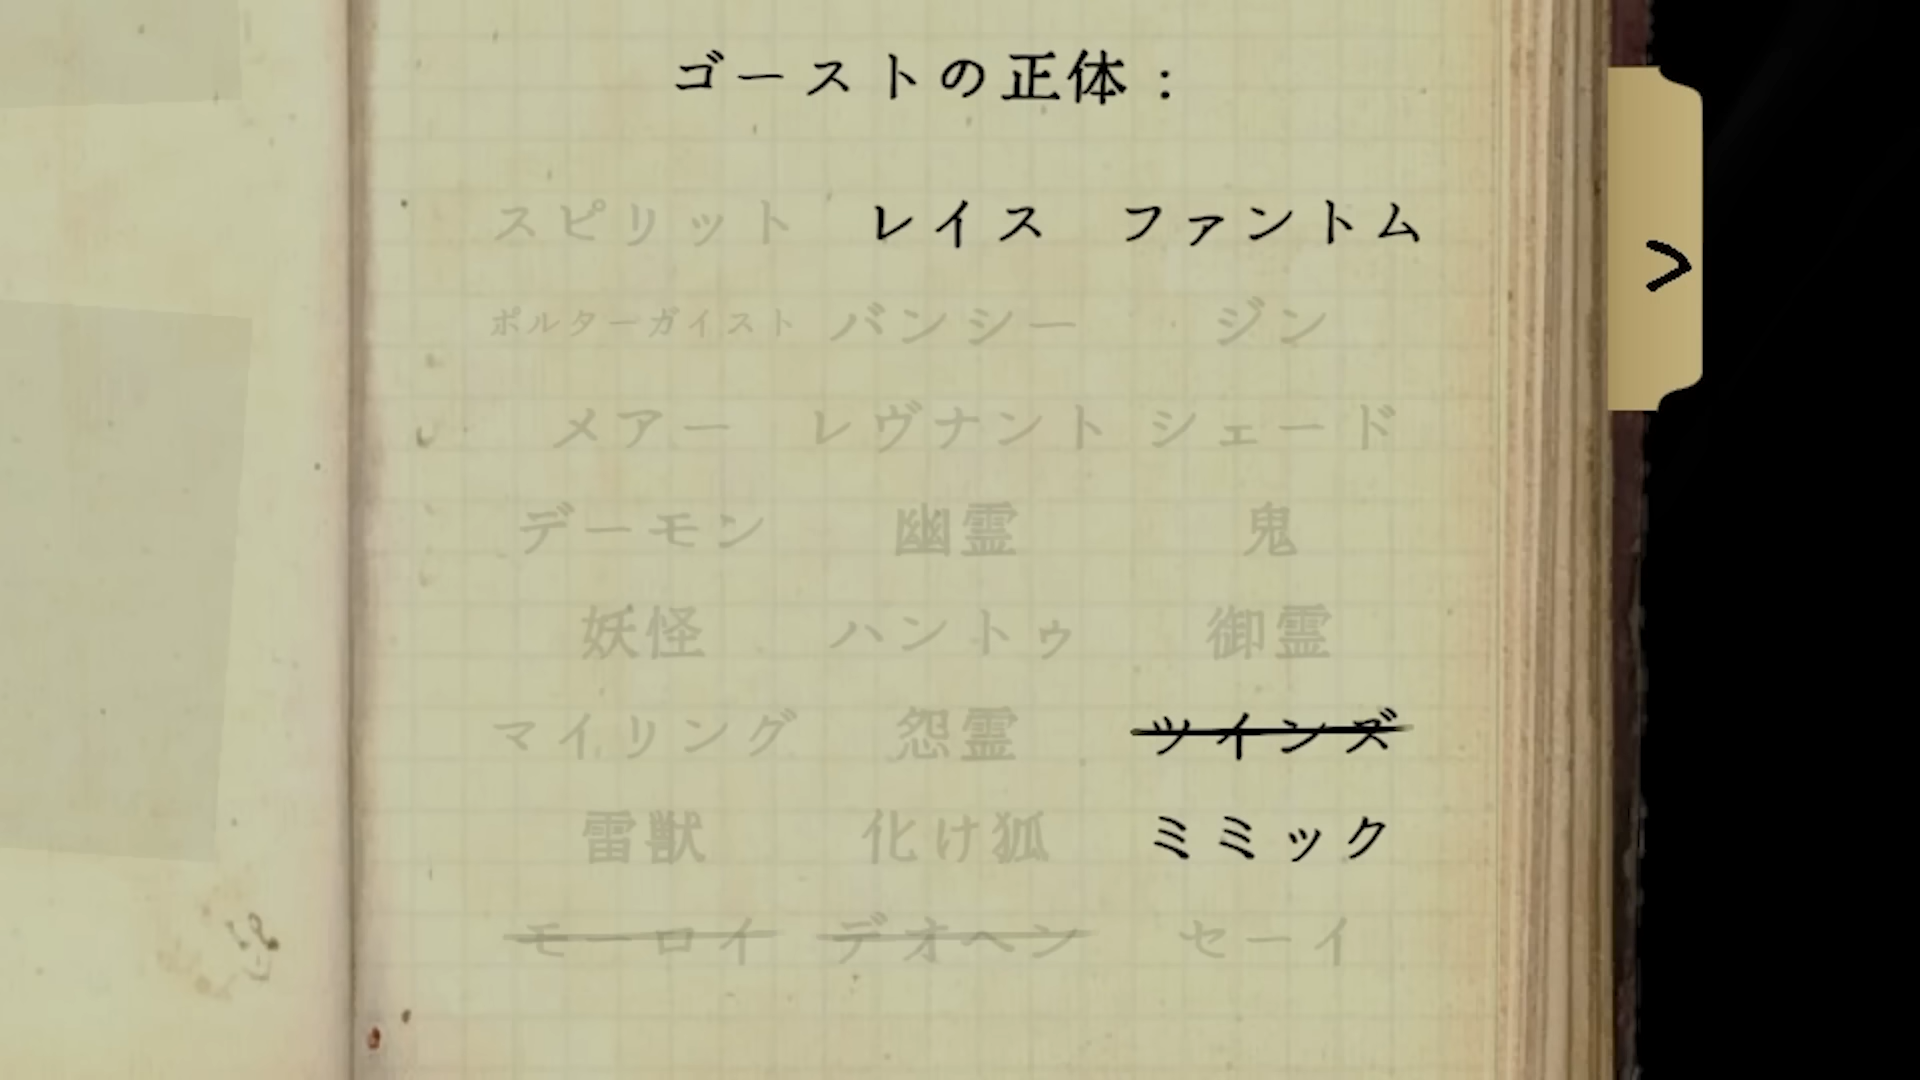 ゴーストの正体：
スピリット レイス ファントム
ポルターガイスト バンシー ジン
メアー レヴナント シェード
デーモン 幽霊 鬼
妖怪 ハントゥ 御霊
マイリング 怨霊 ツインズ
雷獣 化け狐 ミミック
モーロイ デオヘン セーイ
>